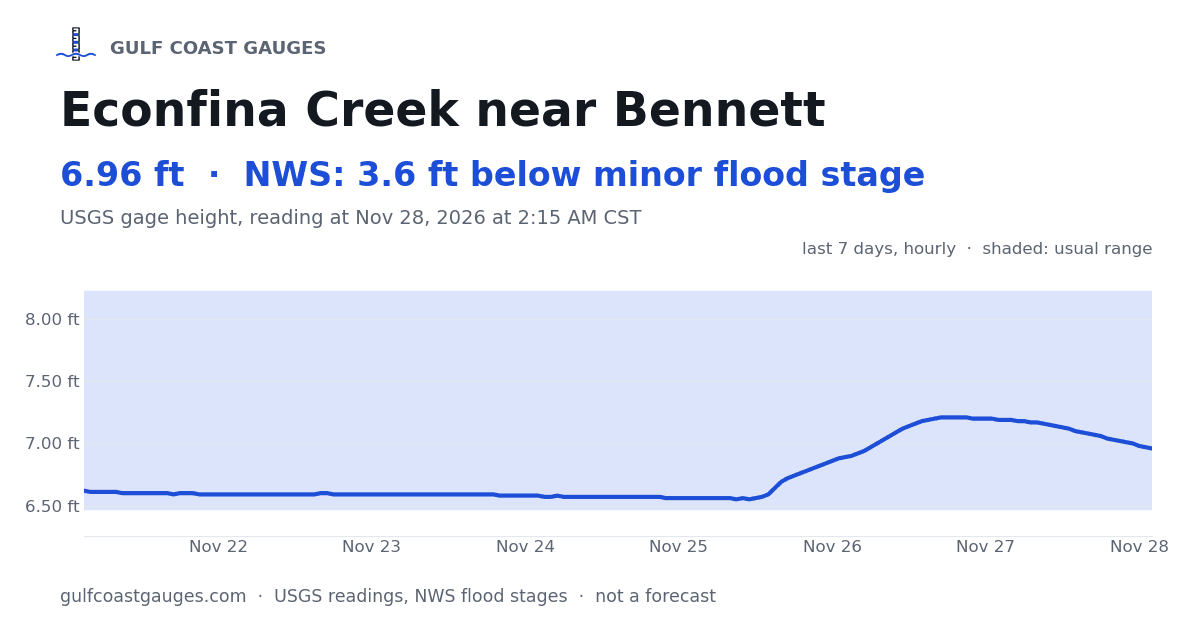 GULF COAST GAUGES
Econfina Creek near Bennett
6.96 ft · NWS: 3.6 ft below minor flood stage
USGS gage height, reading at Nov 28, 2026 at 2:15 AM CST
last 7 days, hourly · shaded: usual range
8.00 ft
7.50 ft
7.00 ft
6.50 ft
Nov 22 Nov 23 Nov 24 Nov 25 Nov 26 Nov 27 Nov 28
gulfcoastgauges.com · USGS readings, NWS flood stages · not a forecast